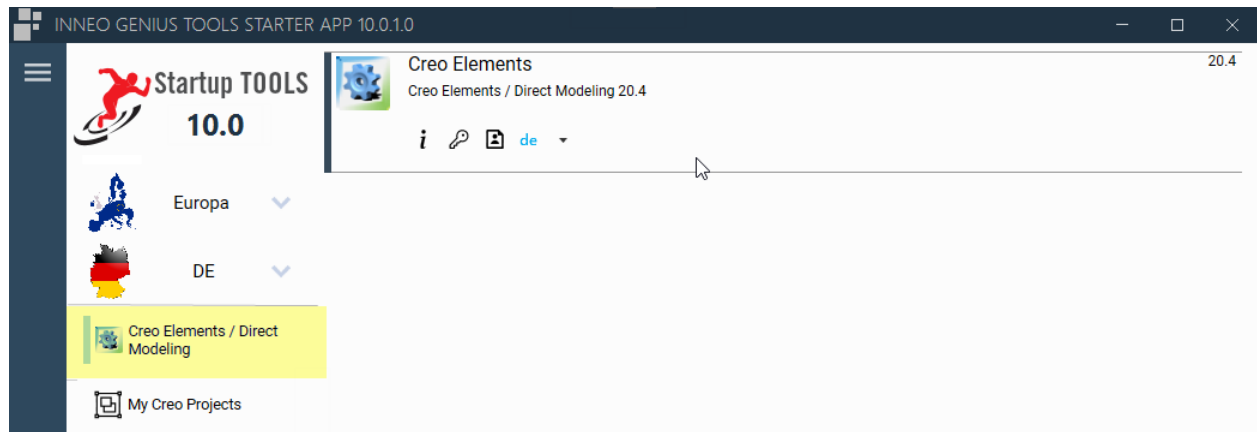 INNEO GENIUS TOOLS STARTER APP 10.0.1.0
Startup TOOLS
10.0
Europa
DE
Creo Elements / Direct
Modeling
My Creo Projects
Creo Elements
20.4
Creo Elements / Direct Modeling 20.4
i
de